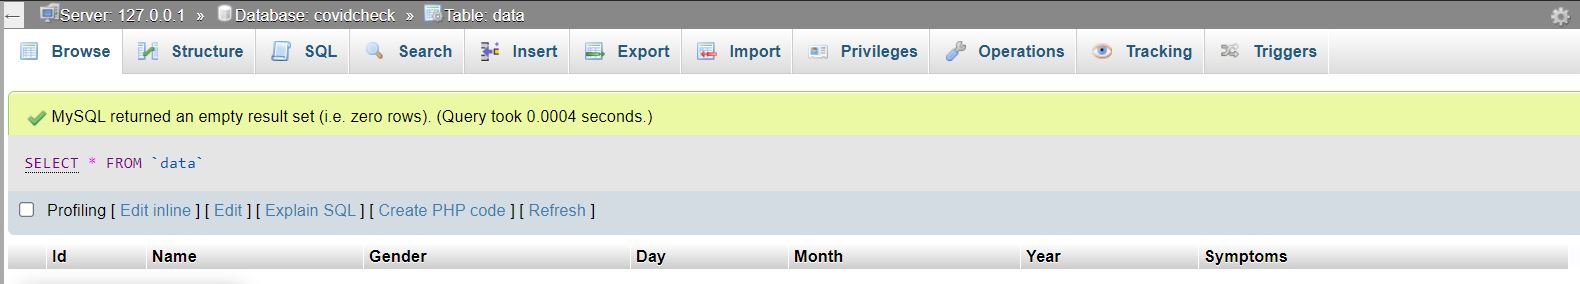 Server: 127.0.0.1 » Database: covidcheck » Table: data
Browse Structure SQL Search Insert Export Import Privileges Operations Tracking Triggers
MySQL returned an empty result set (i.e. zero rows). (Query took 0.0004 seconds.)
SELECT * FROM `data`
Profiling [ Edit inline ] [ Edit ] [ Explain SQL ] [ Create PHP code ] [ Refresh ]
Id Name Gender Day Month Year Symptoms